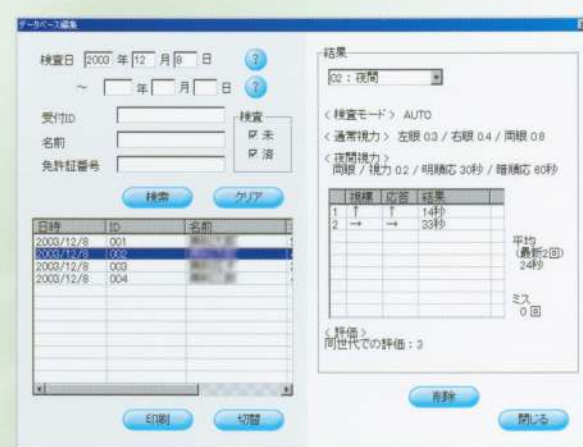 データベース編集
検査日 2003 年 12 月 8 日 ?
～ 年 月 日 ?
受付ID
名前
免許証番号
検査
未
済
検索 クリア
日時 ID 名前
2003/12/8 001
2003/12/8 002
2003/12/8 003
2003/12/8 004
印刷 切替
結果
02：夜間
＜検査モード＞ AUTO
＜通常視力＞ 左眼 0.3 / 右眼 0.4 / 両眼 0.8
＜夜間視力＞
両眼 / 視力 0.2 / 明順応 30秒 / 暗順応 60秒
視標 応答 結果
1 ↑ ↑ 14秒
2 → → 33秒
平均
(最新2回)
24秒
ミス
0 回
＜評価＞
同世代での評価：3
削除
閉じる